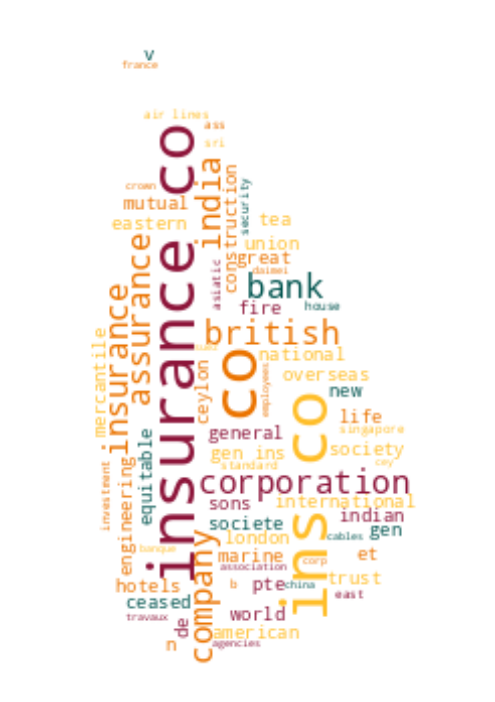 v
france
air lines
ass
insurance co
sri
india
construction
security
crown
mutual
eastern
tea
assurance
union
great
daimei
asiatic
bank
insurance
fire
house
british
mercantile
co
national
ceylon
employees
overseas
new
ins co
life
singapore
general
equitable
gen ins
society
standard
cey
investment
engineering
corporation
sons
international
indian
societe
gen
london
cables
banque
company
marine
et
corp
association
trust
hotels
b
pte
china
east
ceased
travaux
de
world
american
n
agencies